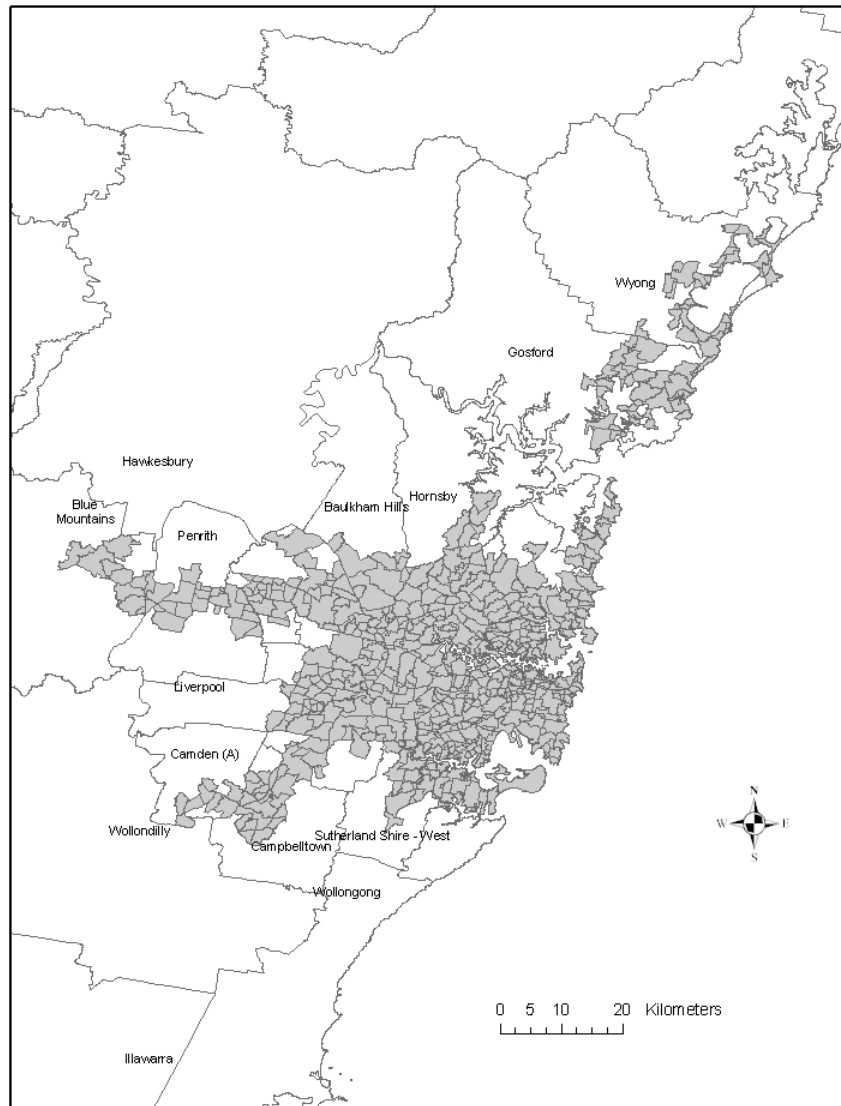 Wyong
Gosford
Hawkesbury
Blue
Mountains
Penrith
Baulkham Hills
Hornsby
Liverpool
Camden (A)
Wollondilly
Campbelltown
Sutherland Shire - West
Wollongong
N
W
E
S
0 5 10 20 Kilometers
Illawarra